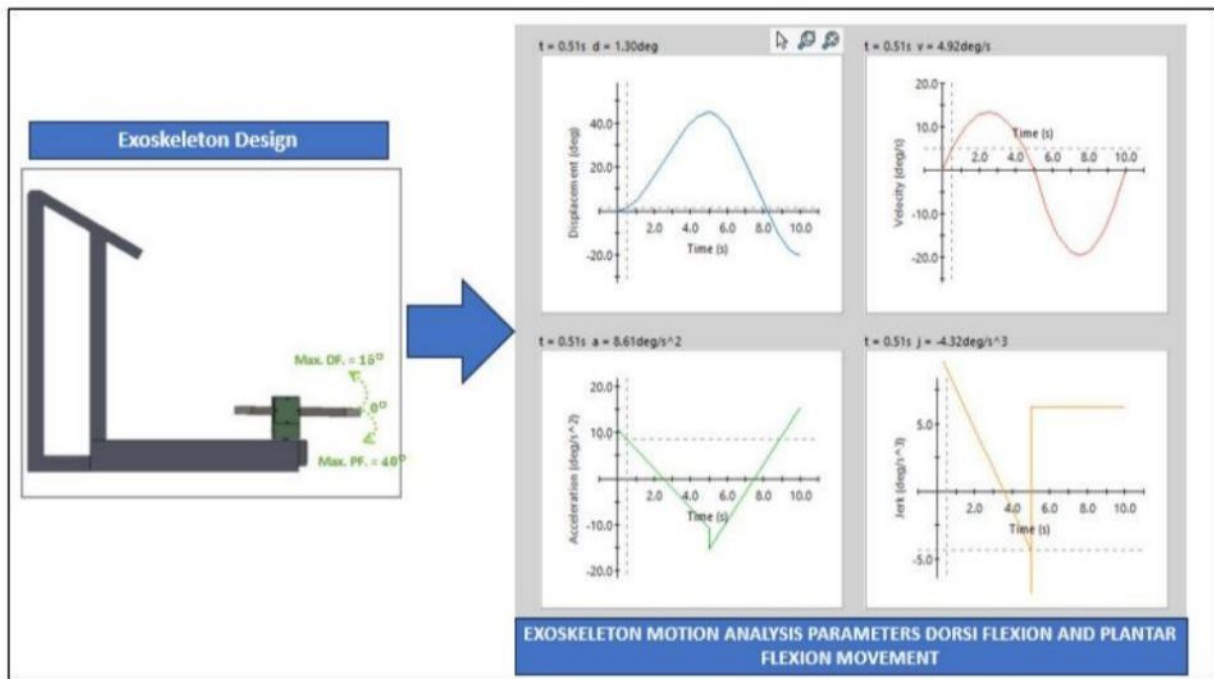 Exoskeleton Design
Max. DF. = 15°
0°
Max. PF. = 40°
t = 0.51s d = 1.30deg
Displacement (deg)
40.0
20.0
-20.0
2.0 4.0 6.0 8.0 10.0
Time (s)
t = 0.51s v = 4.92deg/s
Velocity (deg/s)
20.0
10.0
-10.0
-20.0
Time (s)
2.0 4.0 6.0 8.0 10.0
t = 0.51s a = 8.61deg/s^2
Acceleration (deg/s^2)
20.0
10.0
-10.0
-20.0
2.0 4.0 6.0 8.0 10.0
Time (s)
t = 0.51s j = -4.32deg/s^3
Jerk (deg/s^3)
5.0
-5.0
2.0 4.0 6.0 8.0 10.0
Time (s)
EXOSKELETON MOTION ANALYSIS PARAMETERS DORSI FLEXION AND PLANTAR
FLEXION MOVEMENT